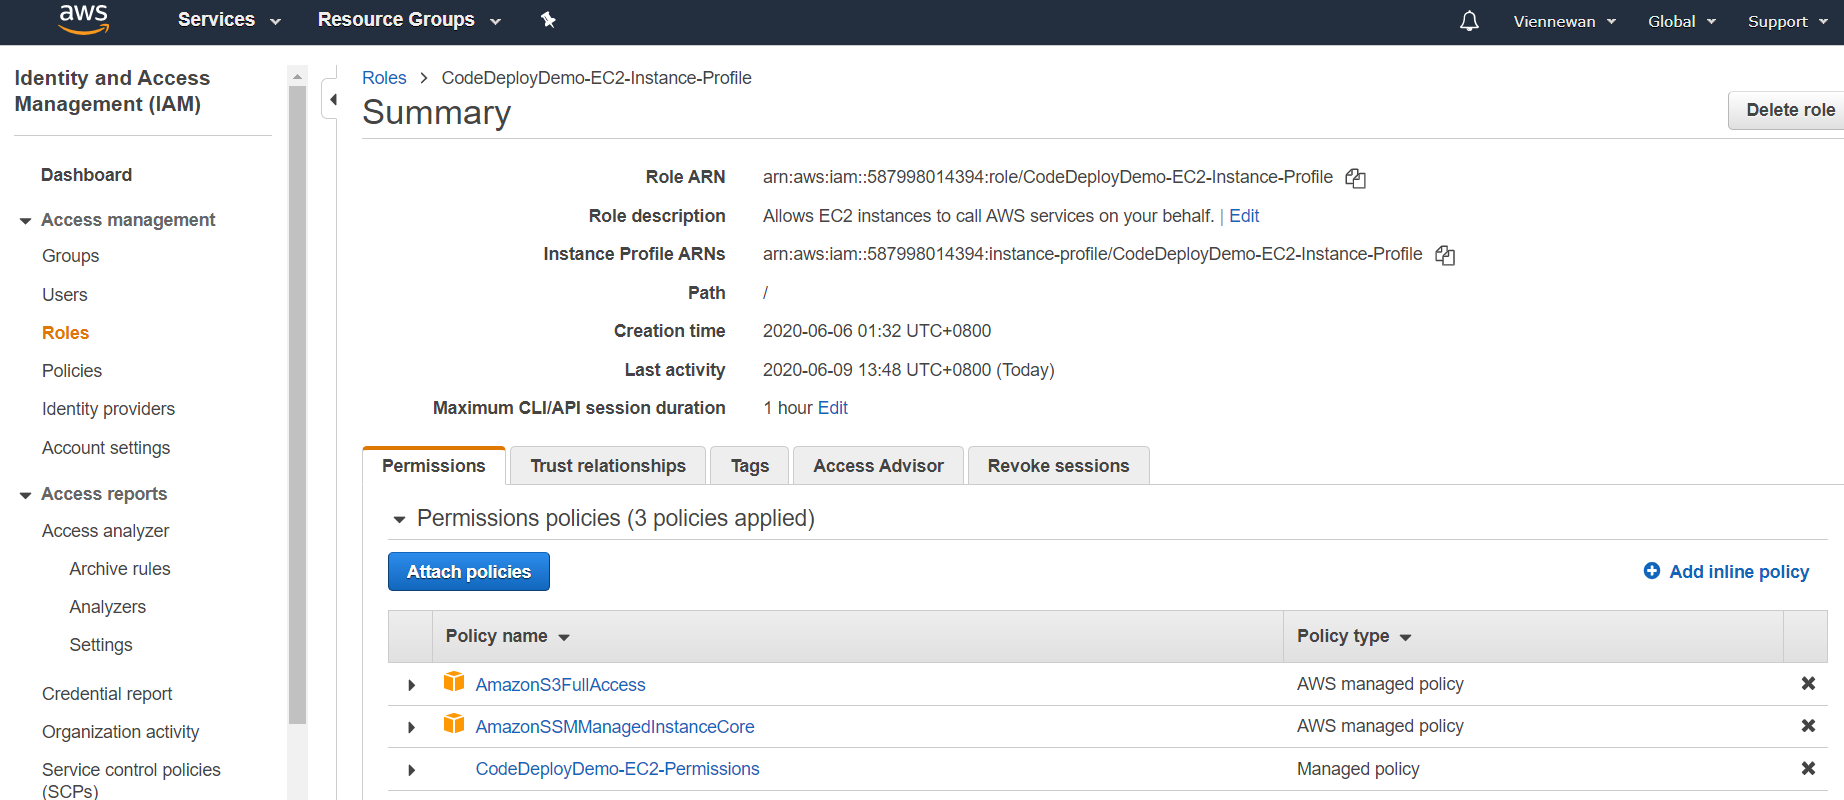 aws Services Resource Groups Viennewan Global Support
Identity and Access
Management (IAM)
Dashboard
Access management
Groups
Users
Roles
Policies
Identity providers
Account settings
Access reports
Access analyzer
Archive rules
Analyzers
Settings
Credential report
Organization activity
Service control policies
(SCPs)
Roles > CodeDeployDemo-EC2-Instance-Profile
Summary
Delete role
Role ARN arn:aws:iam::587998014394:role/CodeDeployDemo-EC2-Instance-Profile
Role description Allows EC2 instances to call AWS services on your behalf. | Edit
Instance Profile ARNs arn:aws:iam::587998014394:instance-profile/CodeDeployDemo-EC2-Instance-Profile
Path /
Creation time 2020-06-06 01:32 UTC+0800
Last activity 2020-06-09 13:48 UTC+0800 (Today)
Maximum CLI/API session duration 1 hour Edit
Permissions Trust relationships Tags Access Advisor Revoke sessions
Permissions policies (3 policies applied)
Attach policies Add inline policy
Policy name Policy type
AmazonS3FullAccess AWS managed policy
AmazonSSMManagedInstanceCore AWS managed policy
CodeDeployDemo-EC2-Permissions Managed policy